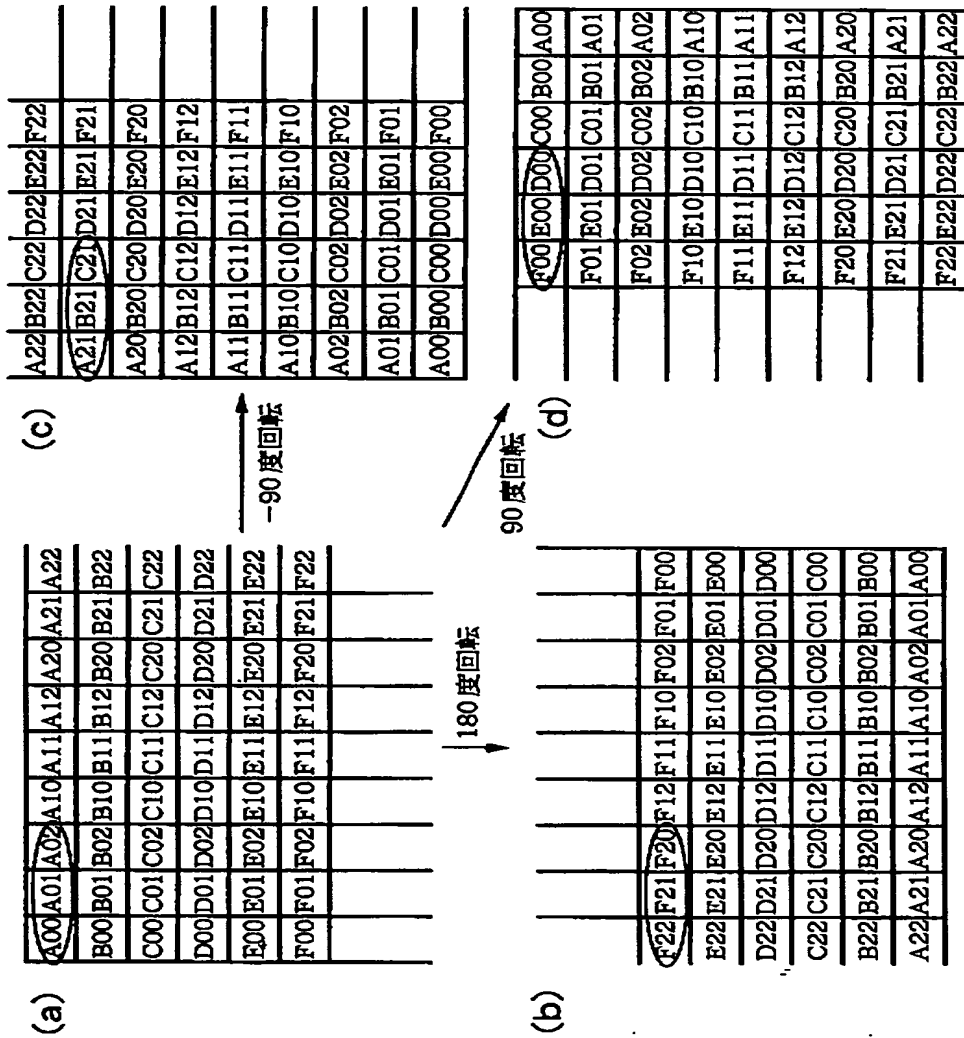 (a)
A00 A01 A02 A10 A11 A12 A20 A21 A22
B00 B01 B02 B10 B11 B12 B20 B21 B22
C00 C01 C02 C10 C11 C12 C20 C21 C22
D00 D01 D02 D10 D11 D12 D20 D21 D22
E00 E01 E02 E10 E11 E12 E20 E21 E22
F00 F01 F02 F10 F11 F12 F20 F21 F22
-90度回転
(c)
A22 B22 C22 D22 E22 F22
A21 B21 C21 D21 E21 F21
A20 B20 C20 D20 E20 F20
A12 B12 C12 D12 E12 F12
A11 B11 C11 D11 E11 F11
A10 B10 C10 D10 E10 F10
A02 B02 C02 D02 E02 F02
A01 B01 C01 D01 E01 F01
A00 B00 C00 D00 E00 F00
180度回転
90度回転
(b)
F22 F21 F20 F12 F11 F10 F02 F01 F00
E22 E21 E20 E12 E11 E10 E02 E01 E00
D22 D21 D20 D12 D11 D10 D02 D01 D00
C22 C21 C20 C12 C11 C10 C02 C01 C00
B22 B21 B20 B12 B11 B10 B02 B01 B00
A22 A21 A20 A12 A11 A10 A02 A01 A00
(d)
F00 E00 D00 C00 B00 A00
F01 E01 D01 C01 B01 A01
F02 E02 D02 C02 B02 A02
F10 E10 D10 C10 B10 A10
F11 E11 D11 C11 B11 A11
F12 E12 D12 C12 B12 A12
F20 E20 D20 C20 B20 A20
F21 E21 D21 C21 B21 A21
F22 E22 D22 C22 B22 A22